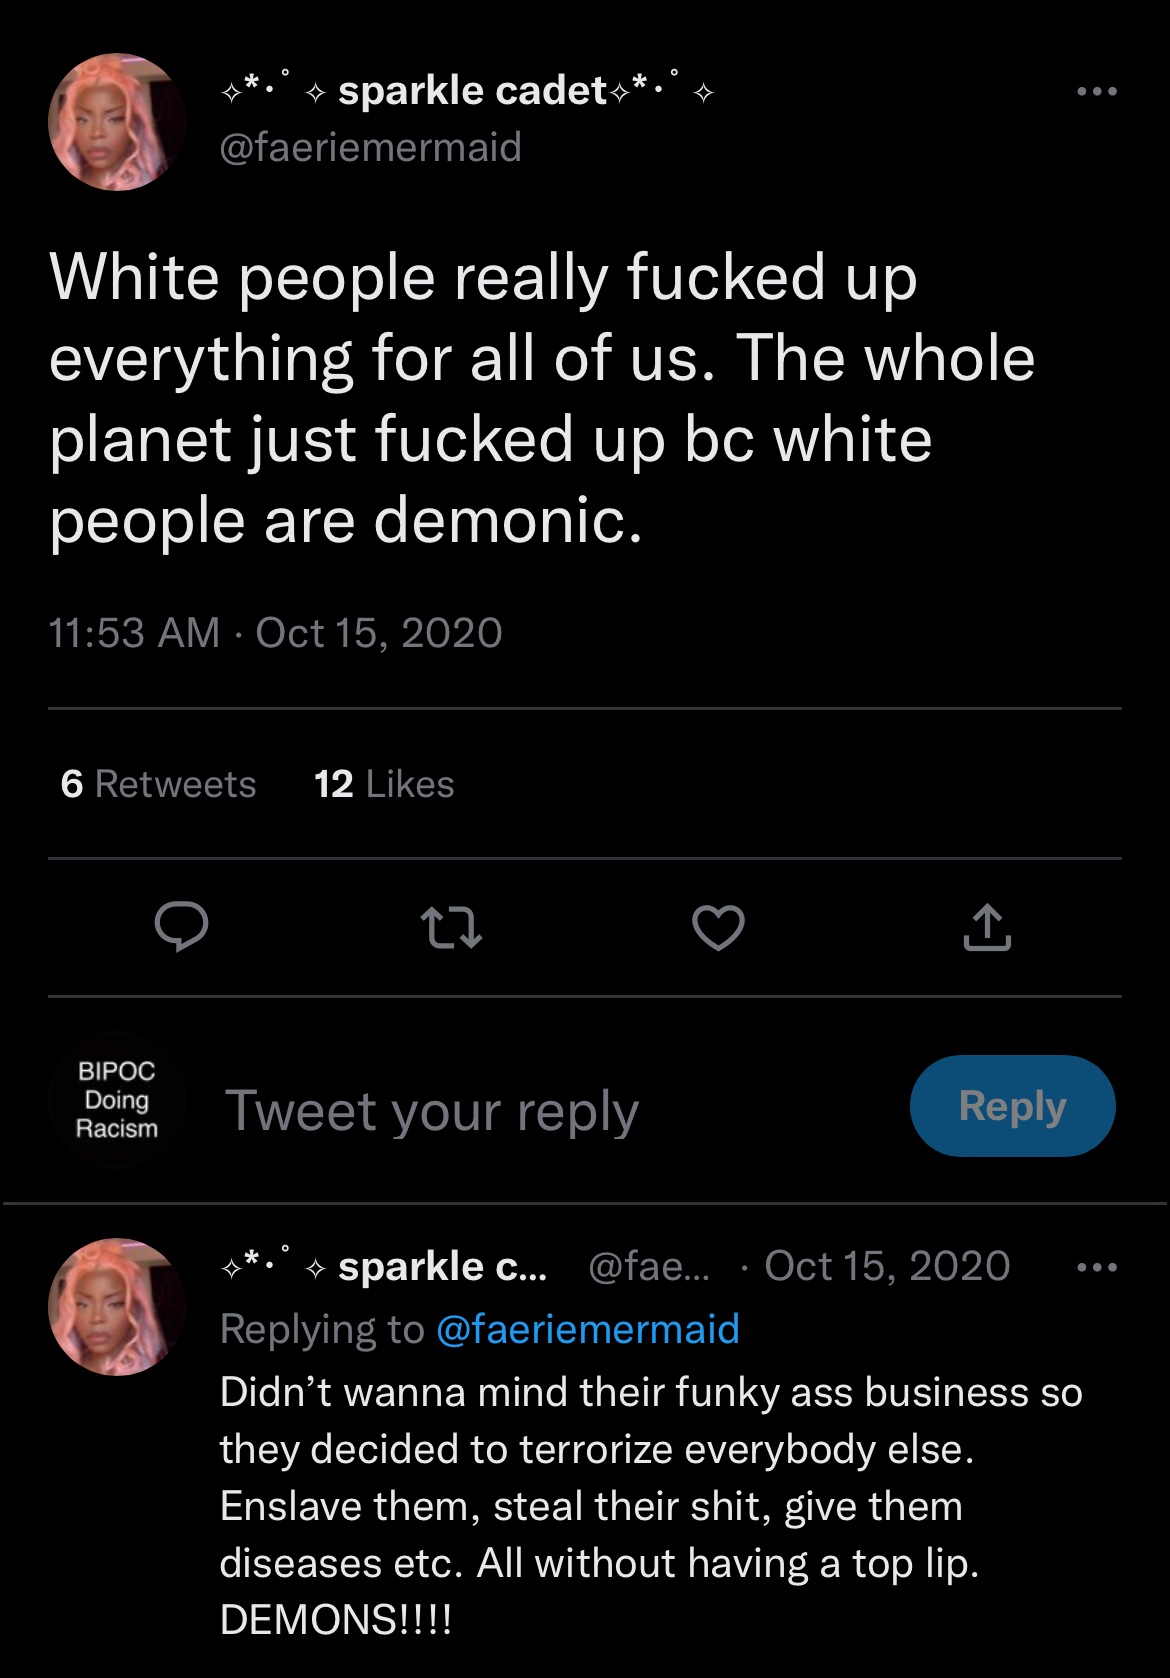 ✧*·˚ ✧ sparkle cadet✧*·˚ ✧
@faeriemermaid
White people really fucked up
everything for all of us. The whole
planet just fucked up bc white
people are demonic.
11:53 AM · Oct 15, 2020
6 Retweets 12 Likes
BIPOC
Doing
Racism
Tweet your reply
Reply
✧*·˚ ✧ sparkle c... @fae... · Oct 15, 2020
Replying to @faeriemermaid
Didn’t wanna mind their funky ass business so
they decided to terrorize everybody else.
Enslave them, steal their shit, give them
diseases etc. All without having a top lip.
DEMONS!!!!